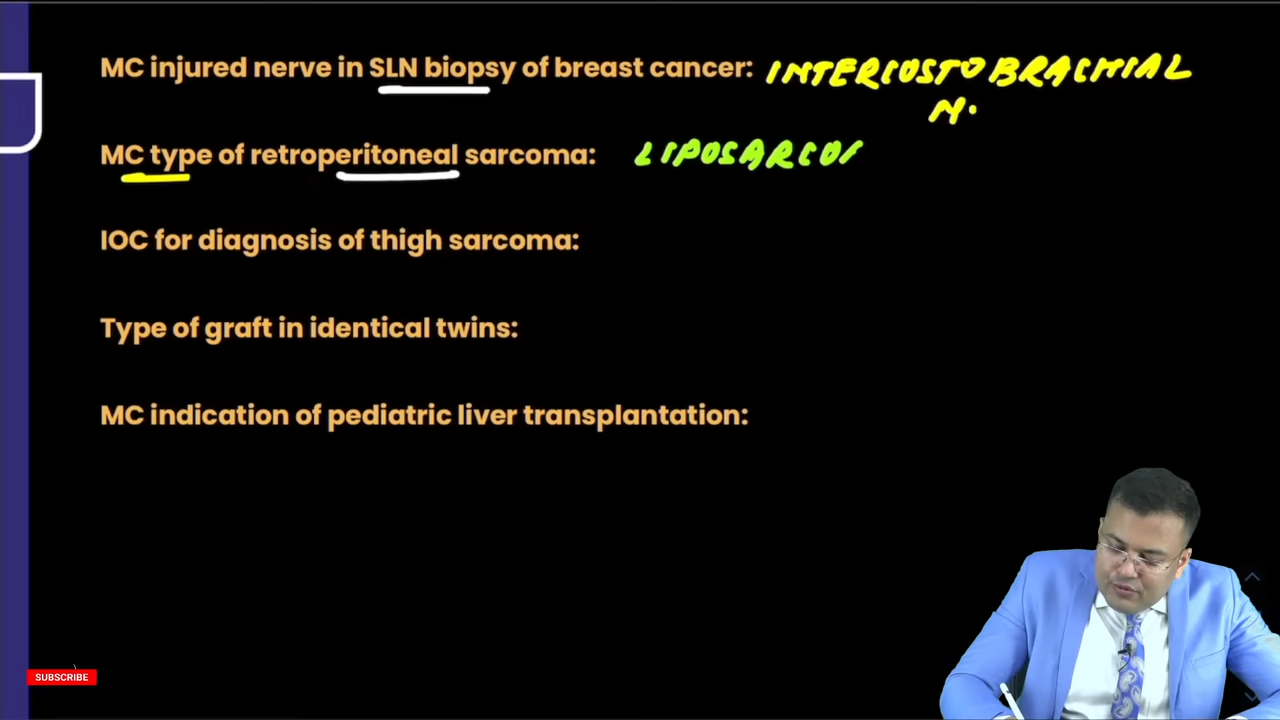 MC injured nerve in SLN biopsy of breast cancer: INTERCOSTOBRACHIAL
N.
MC type of retroperitoneal sarcoma: LIPOSARCO
IOC for diagnosis of thigh sarcoma:
Type of graft in identical twins:
MC indication of pediatric liver transplantation:
SUBSCRIBE